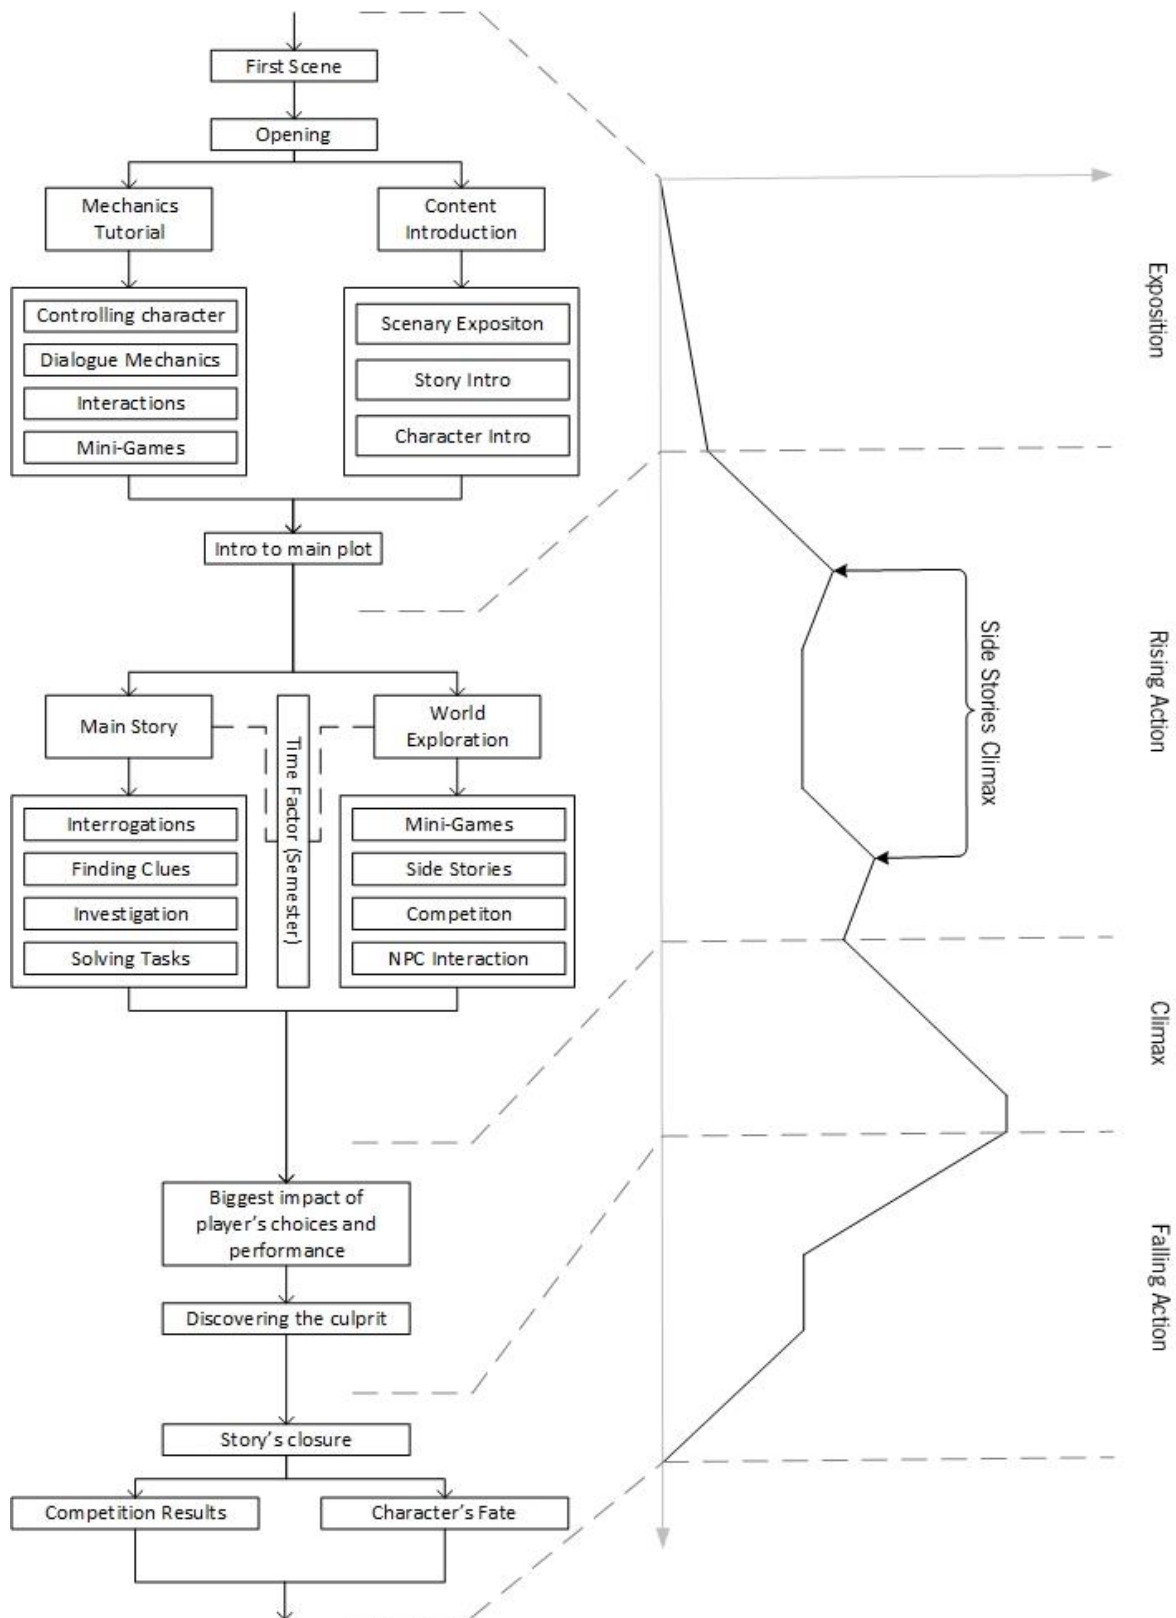 First Scene
Opening
Mechanics
Tutorial
Content
Introduction
Controlling character
Dialogue Mechanics
Interactions
Mini-Games
Scenary Expositon
Story Intro
Character Intro
Intro to main plot
Main Story
Time Factor (Semester)
World
Exploration
Interrogations
Finding Clues
Investigation
Solving Tasks
Mini-Games
Side Stories
Competiton
NPC Interaction
Biggest impact of
player's choices and
performance
Discovering the culprit
Story's closure
Competition Results
Character's Fate
Exposition
Rising Action
Side Stories Climax
Climax
Falling Action